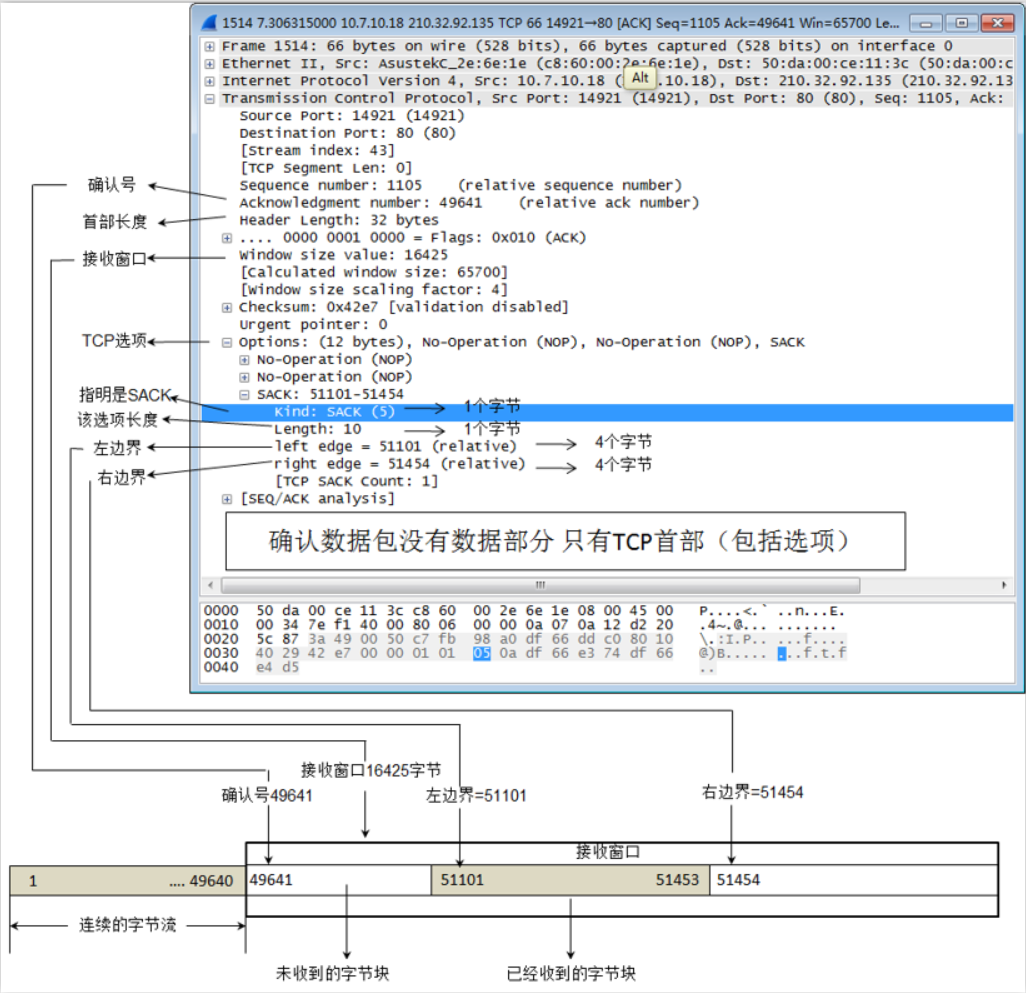 1514 7.306315000 10.7.10.18 210.32.92.135 TCP 66 14921→80 [ACK] Seq=1105 Ack=49641 Win=65700 Le...
Frame 1514: 66 bytes on wire (528 bits), 66 bytes captured (528 bits) on interface 0
Ethernet II, Src: AsustekC_2e:6e:1e (c8:60:00:2e:6e:1e), Dst: 50:da:00:ce:11:3c (50:da:00:c
Alt
Internet Protocol Version 4, Src: 10.7.10.18 ( .10.18), Dst: 210.32.92.135 (210.32.92.13
Transmission Control Protocol, Src Port: 14921 (14921), Dst Port: 80 (80), Seq: 1105, Ack:
Source Port: 14921 (14921)
Destination Port: 80 (80)
[Stream index: 43]
[TCP Segment Len: 0]
确认号
Sequence number: 1105 (relative sequence number)
Acknowledgment number: 49641 (relative ack number)
首部长度
Header Length: 32 bytes
.... 0000 0001 0000 = Flags: 0x010 (ACK)
接收窗口
Window size value: 16425
[Calculated window size: 65700]
[Window size scaling factor: 4]
Checksum: 0x42e7 [validation disabled]
Urgent pointer: 0
TCP选项
Options: (12 bytes), No-Operation (NOP), No-Operation (NOP), SACK
No-Operation (NOP)
No-Operation (NOP)
SACK: 51101-51454
指明是SACK
Kind: SACK (5) 1个字节
该选项长度
Length: 10 1个字节
左边界
left edge = 51101 (relative) 4个字节
右边界
right edge = 51454 (relative) 4个字节
[TCP SACK Count: 1]
[SEQ/ACK analysis]
确认数据包没有数据部分 只有TCP首部（包括选项）
0000 50 da 00 ce 11 3c c8 60 00 2e 6e 1e 08 00 45 00 P....<.` ..n...E.
0010 00 34 7e f1 40 00 80 06 00 00 0a 07 0a 12 d2 20 .4~.@... .......
0020 5c 87 3a 49 00 50 c7 fb 98 a0 df 66 dd c0 80 10 \.:I.P.. ...f....
0030 40 29 42 e7 00 00 01 01 05 0a df 66 e3 74 df 66 @)B..... ...f.t.f
0040 e4 d5 ..
接收窗口16425字节
确认号49641
左边界=51101
右边界=51454
接收窗口
1 .... 49640 49641 51101 51453 51454
连续的字节流
未收到的字节块
已经收到的字节块